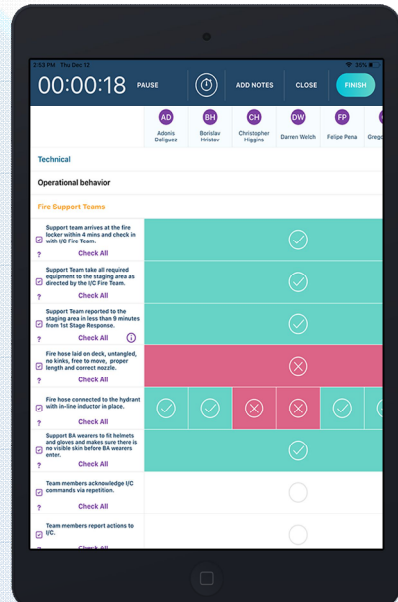 2:53 PM Thu Dec 12
30%
00:00:18 PAUSE ADD NOTES CLOSE FINISH
AD BH CH DW FP
Adonis Borislav Christopher Darren Welch Felipe Pena Grego
Deliguez Hristov Higgins
Technical
Operational behavior
Fire Support Teams
Support team arrives at the fire
locker within 4 mins and check in
with I/C Fire Team.
? Check All
Support Team take all required
equipment to the staging area as
directed by the I/C Fire Team.
? Check All
Support Team reported to the
staging area in less than 9 minutes
from 1st Stage Response.
? Check All
Fire hose laid on deck, untangled,
no kinks, free to move, proper
length and correct nozzle.
? Check All
Fire hose connected to the hydrant
with in-line inductor in place.
? Check All
Support BA wearers to fit helmets
and gloves and makes sure there is
no visible skin before BA wearers
enter.
? Check All
Team members acknowledge I/C
commands via repetition.
? Check All
Team members report actions to
I/C.
? Check All